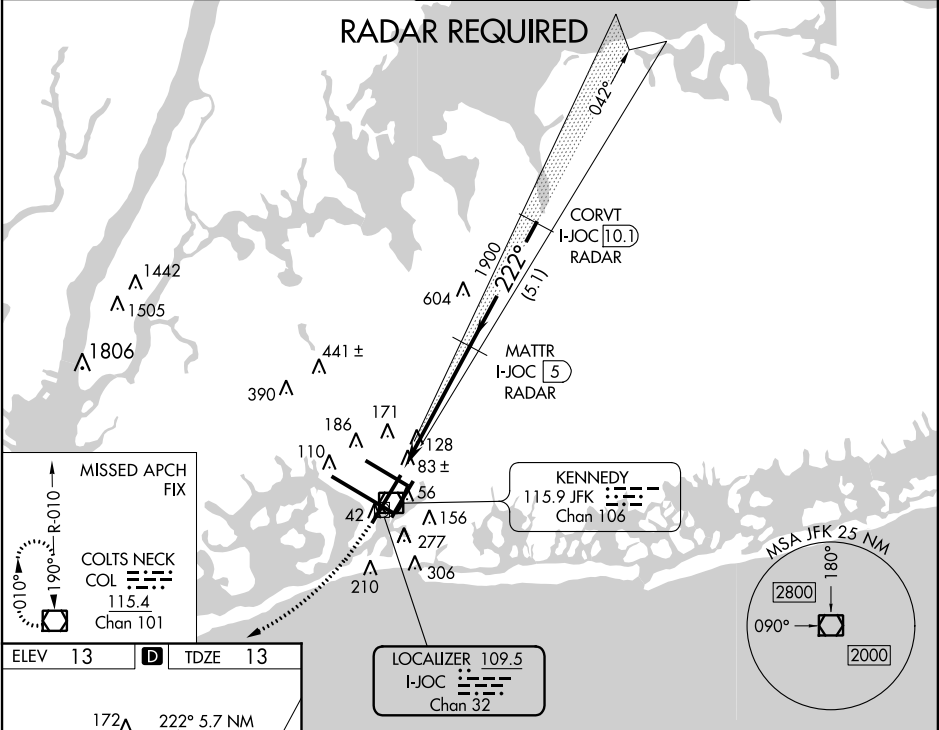 RADAR REQUIRED
042°
CORVT
I-JOC 10.1
RADAR
1900
222°
(5.1)
604
1442
1505
1806
441 ±
390
MATTR
I-JOC 5
RADAR
171
186
128
110
83 ±
56
42
156
277
306
210
KENNEDY
115.9 JFK
Chan 106
MISSED APCH
FIX
R-010
190°
010°
COLTS NECK
COL
115.4
Chan 101
MSA JFK 25 NM
180°
2800
090°
2000
LOCALIZER 109.5
I-JOC
Chan 32
ELEV 13 D TDZE 13
172 222° 5.7 NM